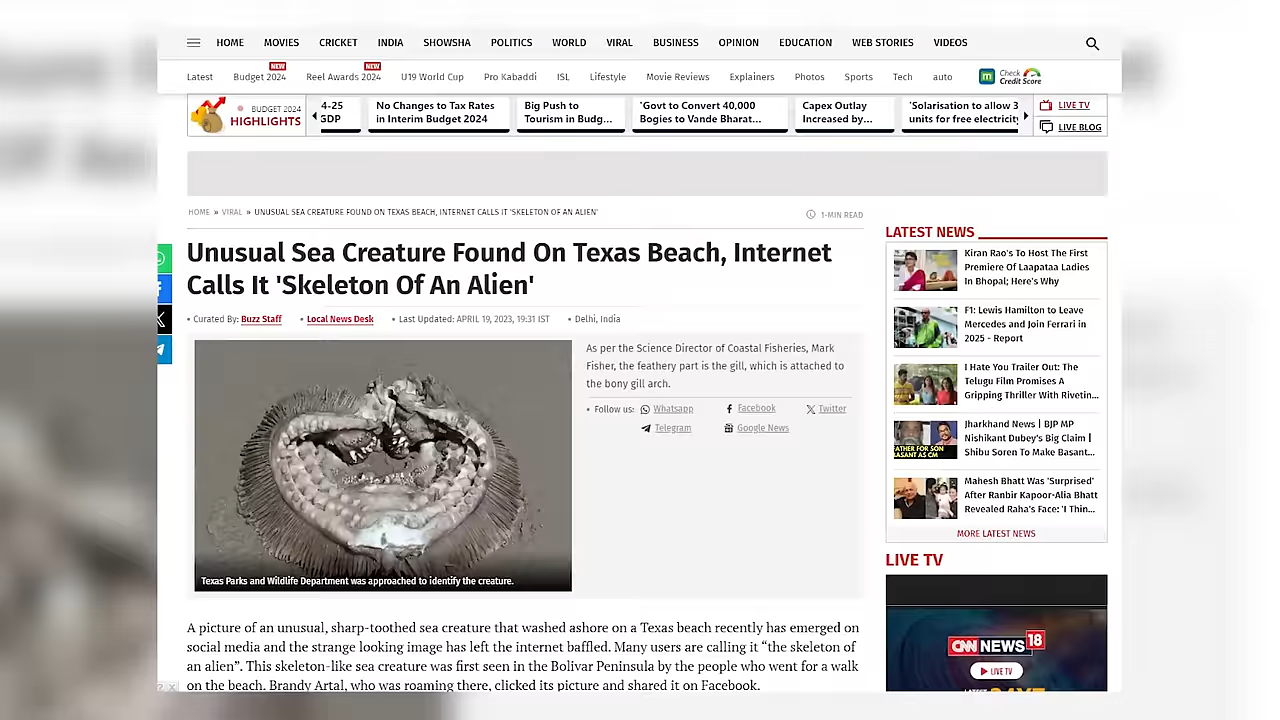 HOME MOVIES CRICKET INDIA SHOWSHA POLITICS WORLD VIRAL BUSINESS OPINION EDUCATION WEB STORIES VIDEOS
NEW NEW
Latest Budget 2024 Reel Awards 2024 U19 World Cup Pro Kabaddi ISL Lifestyle Movie Reviews Explainers Photos Sports Tech auto m Check
Credit Score
BUDGET 2024
HIGHLIGHTS
4-25
GDP
No Changes to Tax Rates
in Interim Budget 2024
Big Push to
Tourism in Budg...
'Govt to Convert 40,000
Bogies to Vande Bharat...
Capex Outlay
Increased by...
'Solarisation to allow 3
units for free electricity
LIVE TV
LIVE BLOG
HOME » VIRAL » UNUSUAL SEA CREATURE FOUND ON TEXAS BEACH, INTERNET CALLS IT 'SKELETON OF AN ALIEN'
1-MIN READ
Unusual Sea Creature Found On Texas Beach, Internet
Calls It 'Skeleton Of An Alien'
• Curated By: Buzz Staff • Local News Desk • Last Updated: APRIL 19, 2023, 19:31 IST • Delhi, India
Texas Parks and Wildlife Department was approached to identify the creature.
As per the Science Director of Coastal Fisheries, Mark
Fisher, the feathery part is the gill, which is attached to
the bony gill arch.
• Follow us: Whatsapp Facebook Twitter
Telegram Google News
A picture of an unusual, sharp-toothed sea creature that washed ashore on a Texas beach recently has emerged on
social media and the strange looking image has left the internet baffled. Many users are calling it “the skeleton of
an alien”. This skeleton-like sea creature was first seen in the Bolivar Peninsula by the people who went for a walk
on the beach. Brandy Artal, who was roaming there, clicked its picture and shared it on Facebook.
LATEST NEWS
Kiran Rao's To Host The First
Premiere Of Laapataa Ladies
In Bhopal; Here's Why
F1: Lewis Hamilton to Leave
Mercedes and Join Ferrari in
2025 - Report
I Hate You Trailer Out: The
Telugu Film Promises A
Gripping Thriller With Rivetin...
Jharkhand News | BJP MP
Nishikant Dubey's Big Claim |
Shibu Soren To Make Basant...
FATHER FOR SON
BASANT AS CM
Mahesh Bhatt Was 'Surprised'
After Ranbir Kapoor-Alia Bhatt
Revealed Raha's Face: 'I Thin...
MORE LATEST NEWS
LIVE TV
CNN NEWS 18
LIVE TV